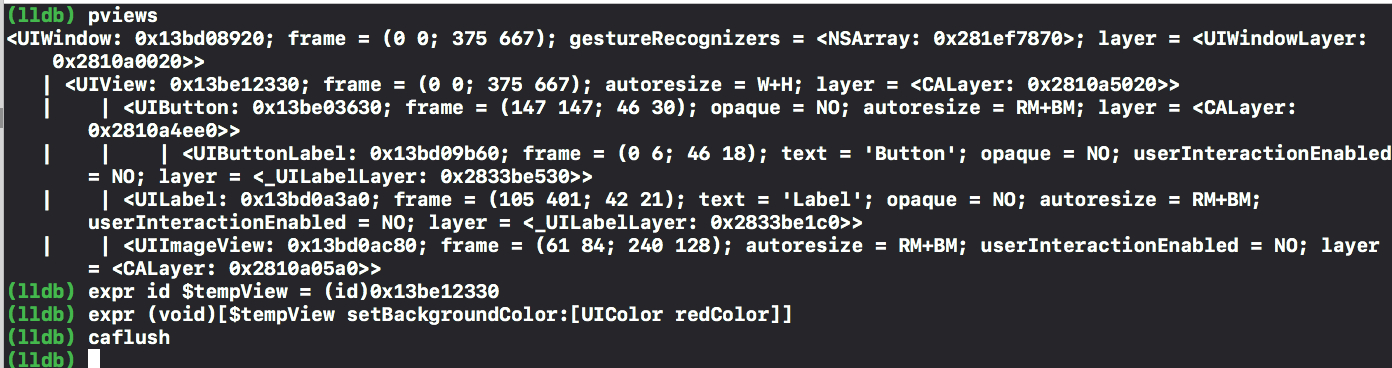 (lldb) pviews
<UIWindow: 0x13bd08920; frame = (0 0; 375 667); gestureRecognizers = <NSArray: 0x281ef7870>; layer = <UIWindowLayer:
0x2810a0020>>
| <UIView: 0x13be12330; frame = (0 0; 375 667); autoresize = W+H; layer = <CALayer: 0x2810a5020>>
|    | <UIButton: 0x13be03630; frame = (147 147; 46 30); opaque = NO; autoresize = RM+BM; layer = <CALayer:
0x2810a4ee0>>
|    |    | <UIButtonLabel: 0x13bd09b60; frame = (0 6; 46 18); text = 'Button'; opaque = NO; userInteractionEnabled
= NO; layer = <_UILabelLayer: 0x2833be530>>
|    | <UILabel: 0x13bd0a3a0; frame = (105 401; 42 21); text = 'Label'; opaque = NO; autoresize = RM+BM;
userInteractionEnabled = NO; layer = <_UILabelLayer: 0x2833be1c0>>
|    | <UIImageView: 0x13bd0ac80; frame = (61 84; 240 128); autoresize = RM+BM; userInteractionEnabled = NO; layer
= <CALayer: 0x2810a05a0>>
(lldb) expr id $tempView = (id)0x13be12330
(lldb) expr (void)[$tempView setBackgroundColor:[UIColor redColor]]
(lldb) caflush
(lldb)